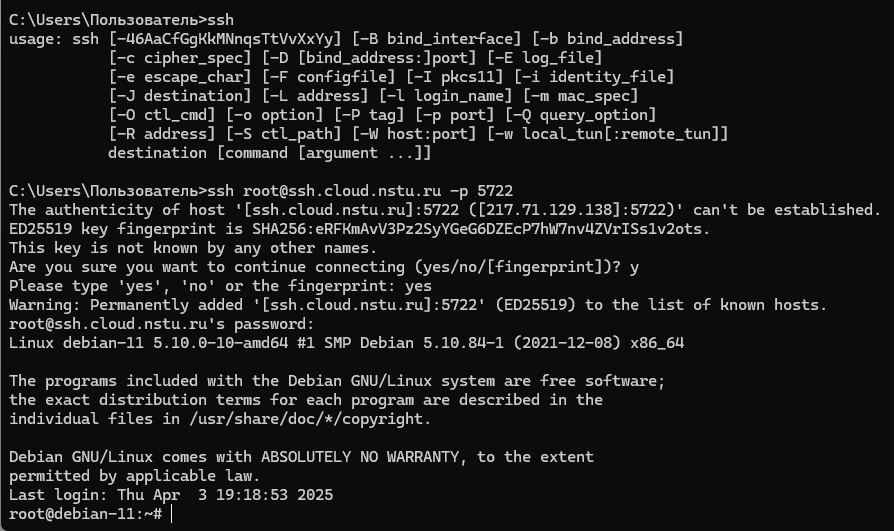 C:\Users\Пользователь>ssh
usage: ssh [-46AaCfGgKkMNnqsTtVvXxYy] [-B bind_interface] [-b bind_address]
           [-c cipher_spec] [-D [bind_address:]port] [-E log_file]
           [-e escape_char] [-F configfile] [-I pkcs11] [-i identity_file]
           [-J destination] [-L address] [-l login_name] [-m mac_spec]
           [-O ctl_cmd] [-o option] [-P tag] [-p port] [-Q query_option]
           [-R address] [-S ctl_path] [-W host:port] [-w local_tun[:remote_tun]]
           destination [command [argument ...]]
C:\Users\Пользователь>ssh root@ssh.cloud.nstu.ru -p 5722
The authenticity of host '[ssh.cloud.nstu.ru]:5722 ([217.71.129.138]:5722)' can't be established.
ED25519 key fingerprint is SHA256:eRFKmAvV3Pz2SyYGeG6DZEcP7hW7nv4ZVrISs1v2ots.
This key is not known by any other names.
Are you sure you want to continue connecting (yes/no/[fingerprint])? y
Please type 'yes', 'no' or the fingerprint: yes
Warning: Permanently added '[ssh.cloud.nstu.ru]:5722' (ED25519) to the list of known hosts.
root@ssh.cloud.nstu.ru's password:
Linux debian-11 5.10.0-10-amd64 #1 SMP Debian 5.10.84-1 (2021-12-08) x86_64
The programs included with the Debian GNU/Linux system are free software;
the exact distribution terms for each program are described in the
individual files in /usr/share/doc/*/copyright.
Debian GNU/Linux comes with ABSOLUTELY NO WARRANTY, to the extent
permitted by applicable law.
Last login: Thu Apr  3 19:18:53 2025
root@debian-11:~#